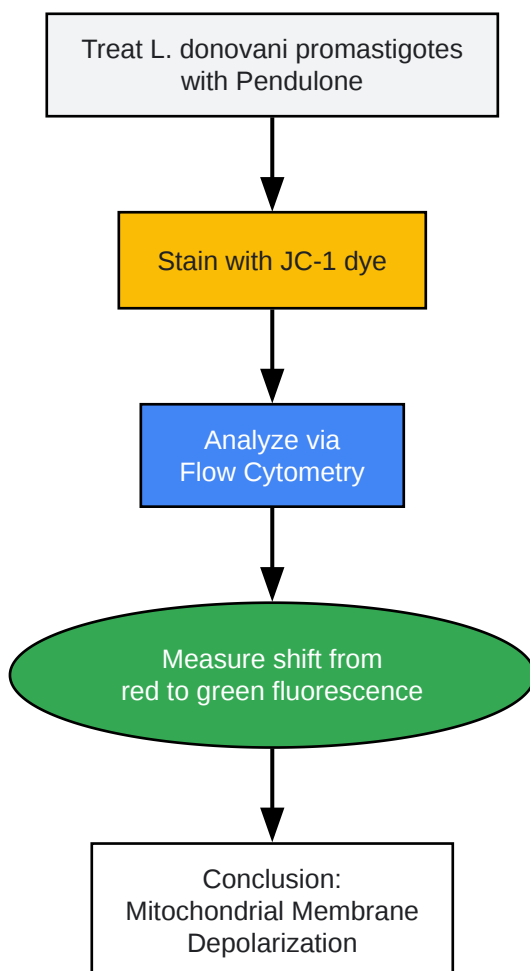 Treat L. donovani promastigotes
with Pendulone
Stain with JC-1 dye
Analyze via
Flow Cytometry
Measure shift from
red to green fluorescence
Conclusion:
Mitochondrial Membrane
Depolarization